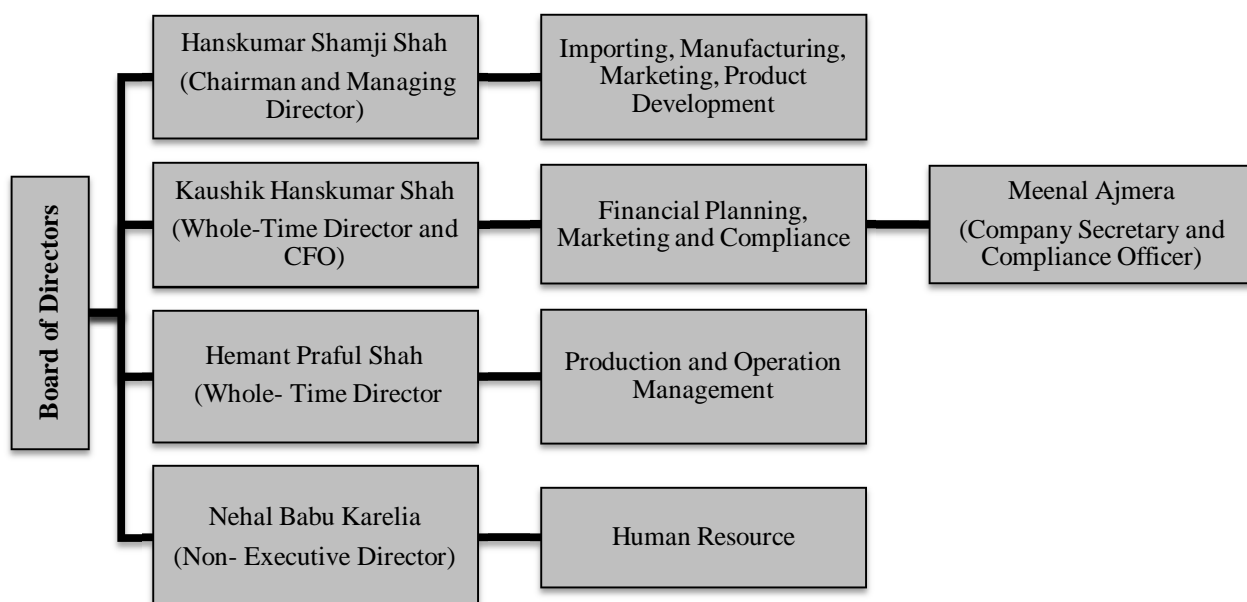 Board of Directors
Hanskumar Shamji Shah
(Chairman and Managing
Director)
Importing, Manufacturing,
Marketing, Product
Development
Kaushik Hanskumar Shah
(Whole-Time Director and
CFO)
Financial Planning,
Marketing and Compliance
Meenal Ajmera
(Company Secretary and
Compliance Officer)
Hemant Praful Shah
(Whole- Time Director
Production and Operation
Management
Nehal Babu Karelia
(Non- Executive Director)
Human Resource